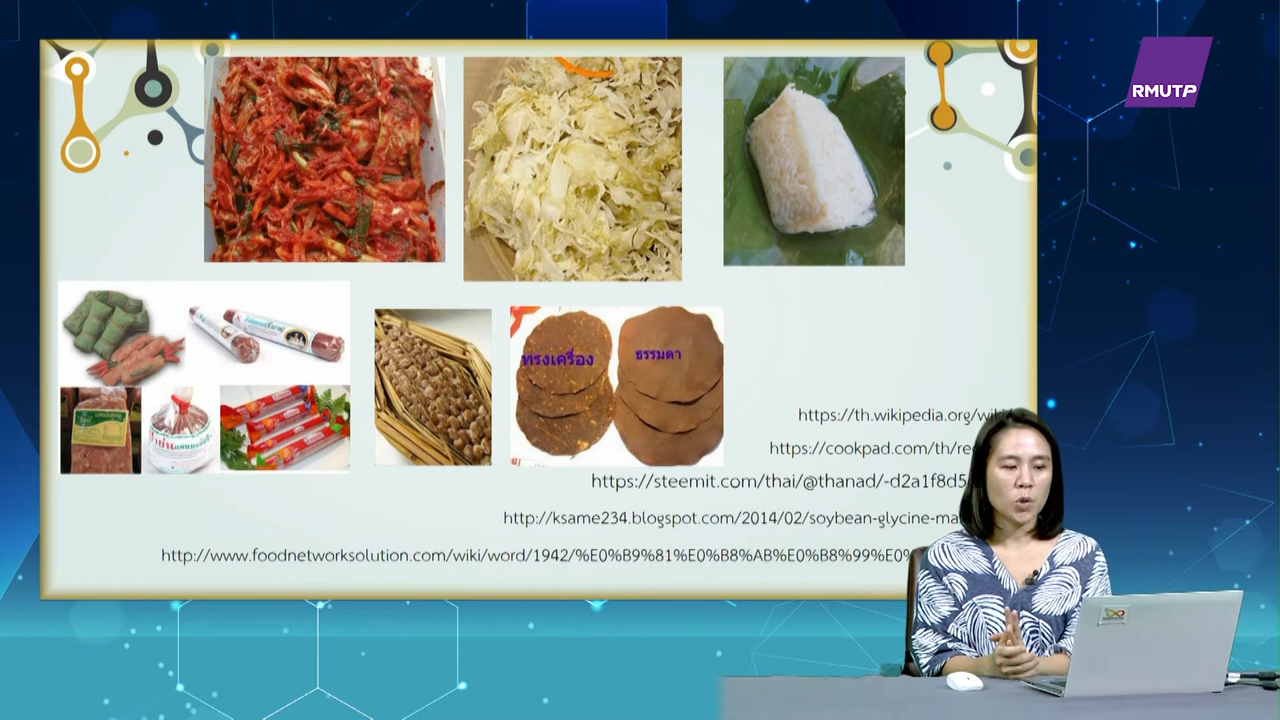 RMUTP
ทรงเครื่อง
ธรรมดา
https://th.wikipedia.org/wiki/
https://cookpad.com/th/re
https://steemit.com/thai/@thanad/-d2a1f8d5
http://ksame234.blogspot.com/2014/02/soybean-glycine-ma
http://www.foodnetworksolution.com/wiki/word/1942/%E0%B9%81%E0%B8%AB%E0%B8%99%E0%